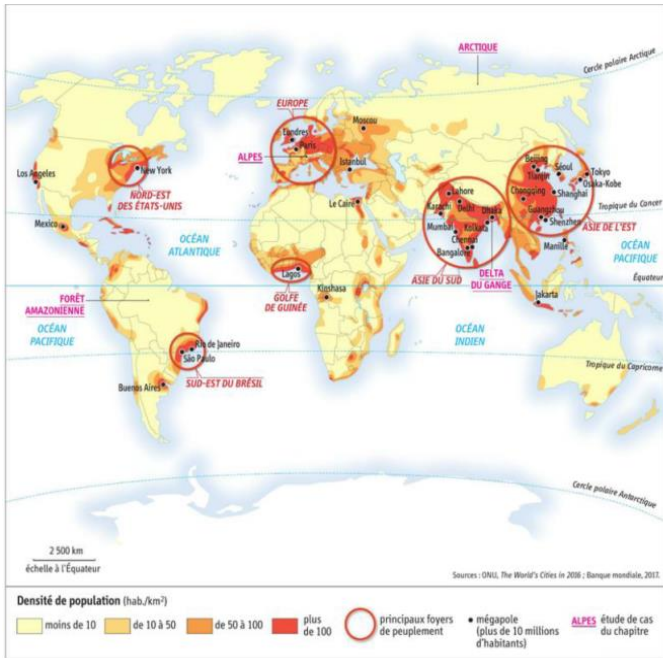 ARCTIQUE
Cercle polaire Arctique
EUROPE
Londres
Paris
Moscou
ALPES
Istanbul
New York
Los Angeles
NORD-EST
DES ÉTATS-UNIS
Beijing
Tianjin
Séoul
Tokyo
Osaka-Kobe
Chongqing
Shanghai
Guangzhou
Shenzhen
ASIE DE L'EST
Lahore
Delhi
Karachi
Dhaka
Mumbai
Kolkata
Chennai
Bangalore
ASIE DU SUD
DELTA
DU GANGE
Le Caire
Tropique du Cancer
Mexico
OCÉAN
ATLANTIQUE
OCÉAN
PACIFIQUE
Manille
Lagos
GOLFE
DE GUINÉE
Kinshasa
Équateur
Jakarta
FORÊT
AMAZONIENNE
OCÉAN
PACIFIQUE
OCÉAN
INDIEN
Rio de Janeiro
São Paulo
SUD-EST DU BRÉSIL
Tropique du Capricorne
Buenos Aires
Cercle polaire Antarctique
2 500 km
échelle à l'Équateur
Sources : ONU, The World's Cities in 2016 ; Banque mondiale, 2017.
Densité de population (hab./km²)
moins de 10
de 10 à 50
de 50 à 100
plus
de 100
principaux foyers
de peuplement
mégapole
(plus de 10 millions
d'habitants)
ALPES
étude de cas
du chapitre